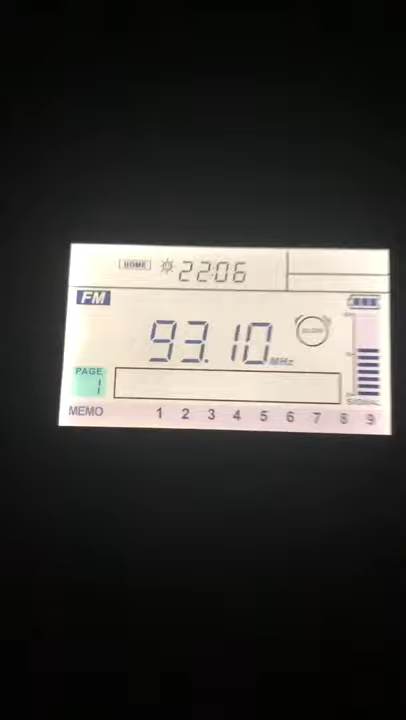 HOME 22:06
FM
93.10 MHz
PAGE
1
MEMO 1 2 3 4 5 6 7 8 9
SIGNAL